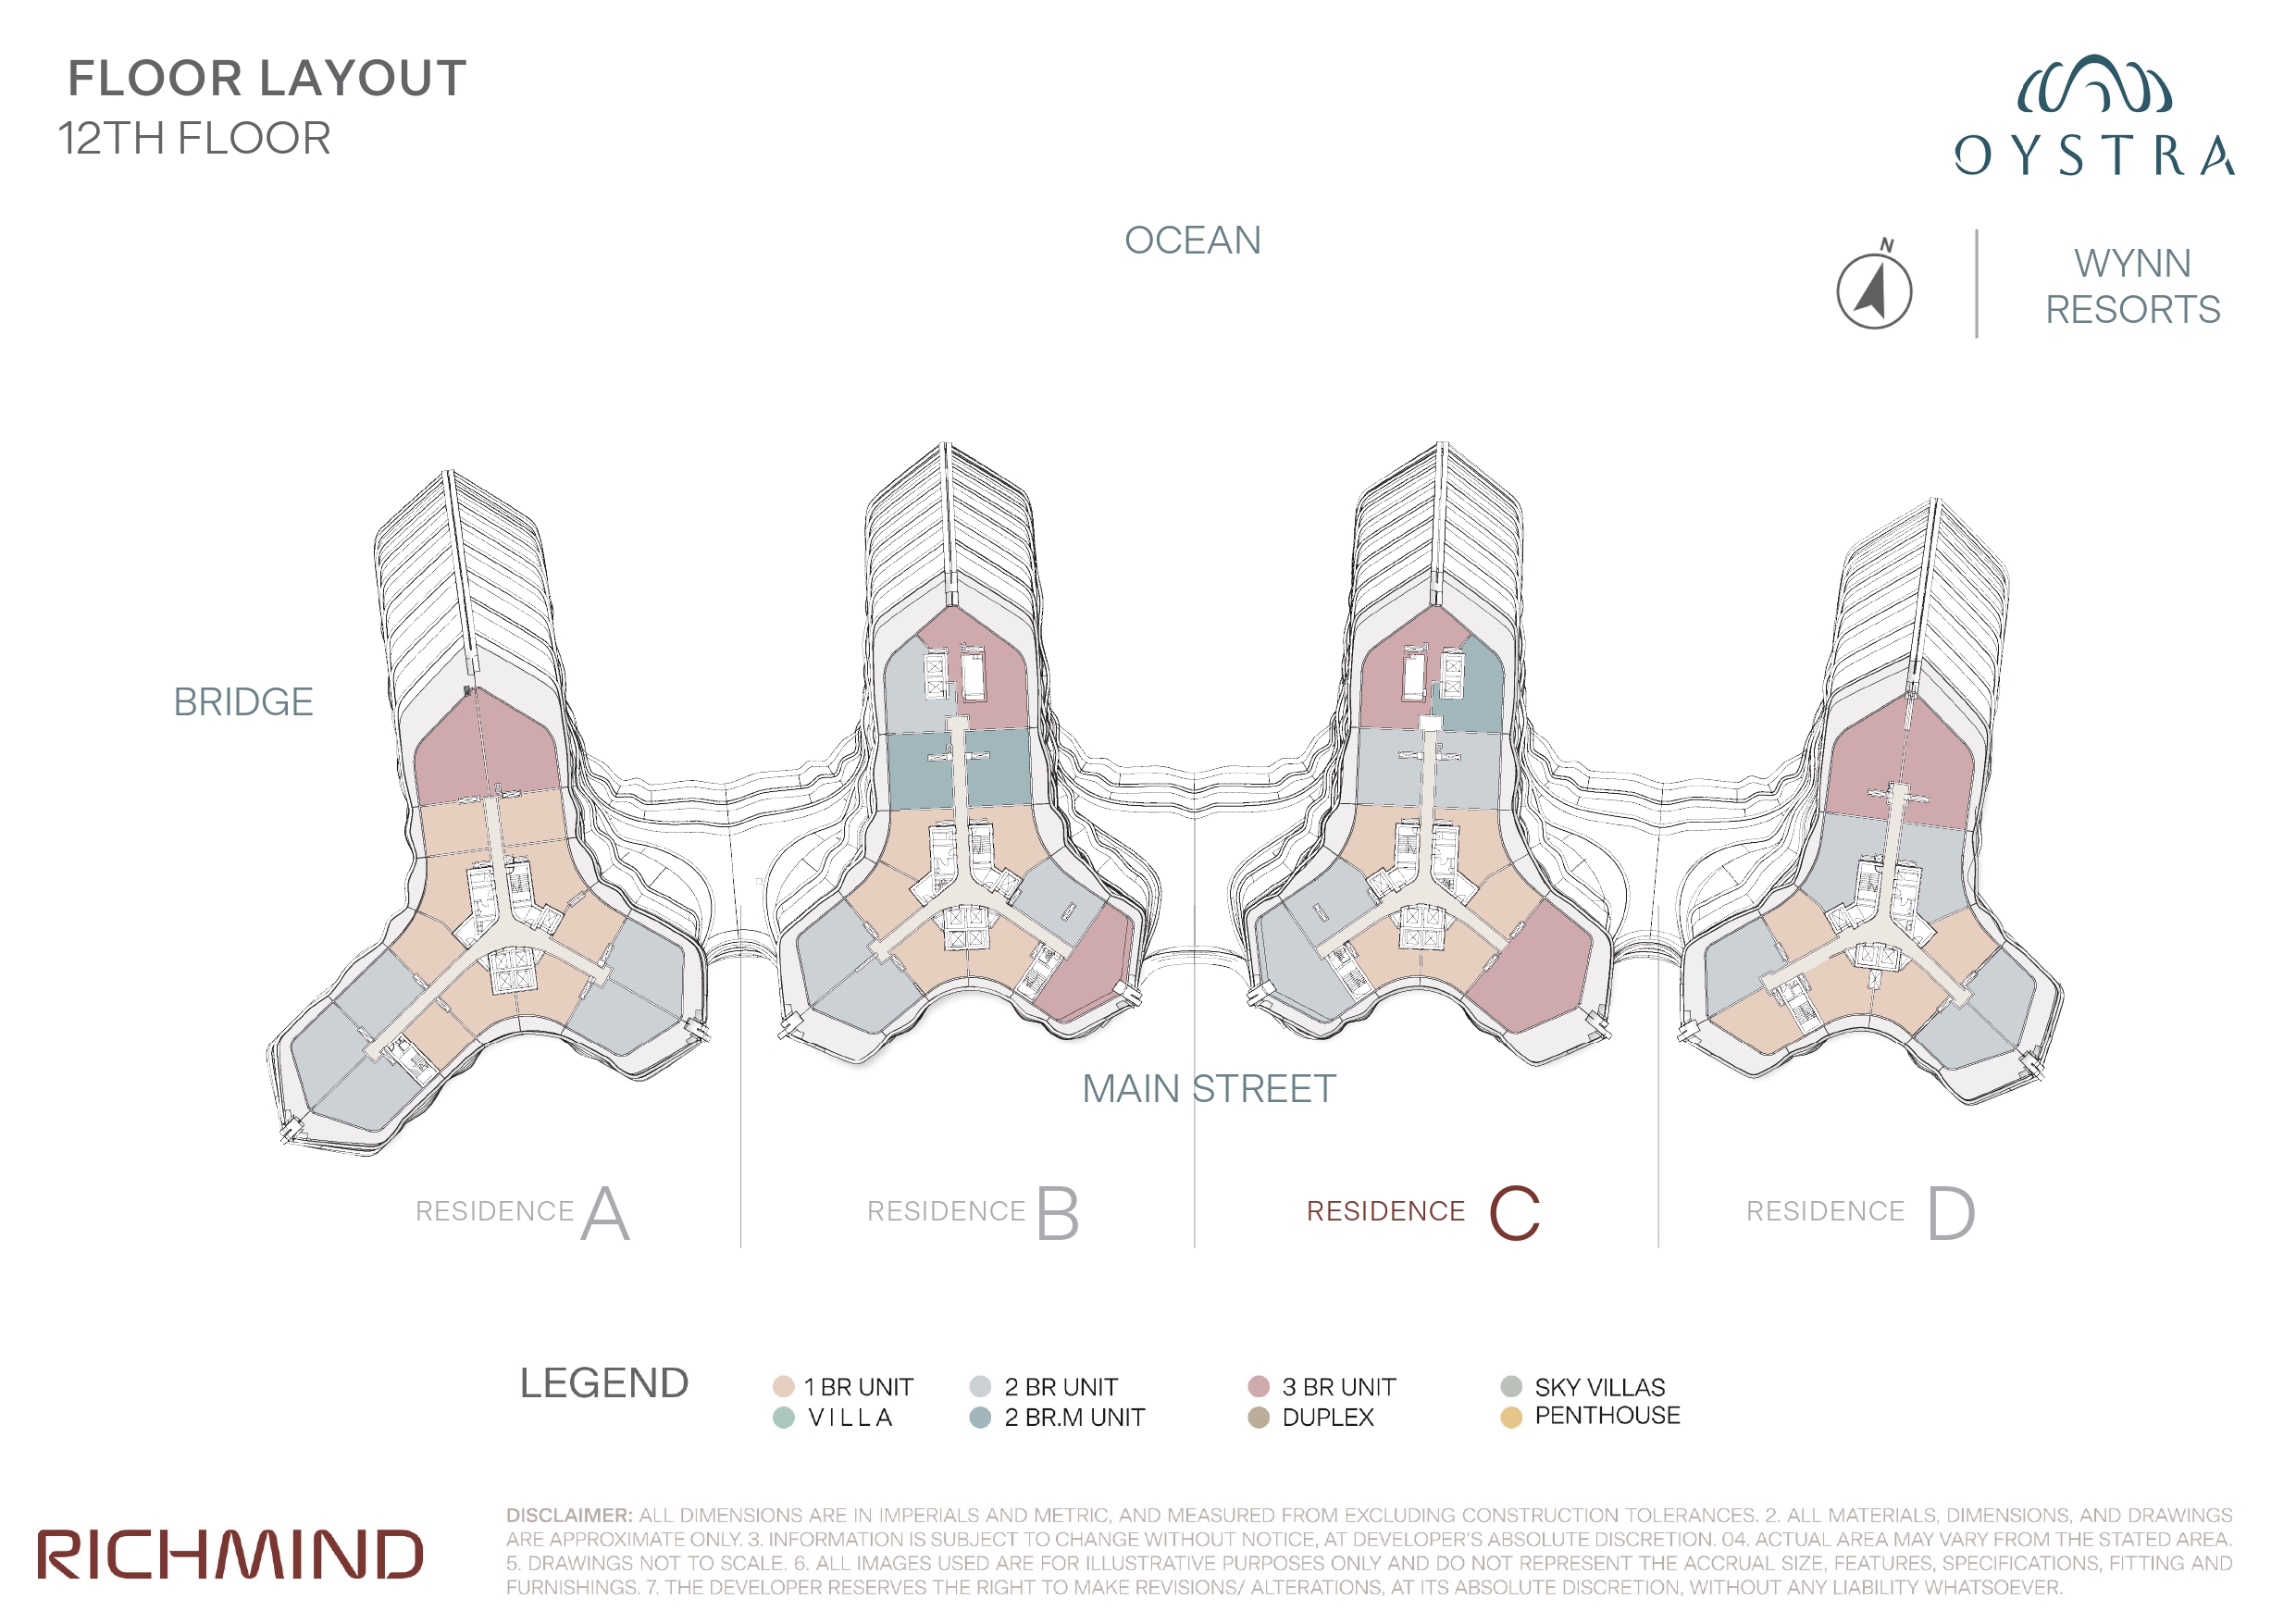 FLOOR LAYOUT
12TH FLOOR
OYSTRA
OCEAN
N
WYNN
RESORTS
BRIDGE
MAIN STREET
RESIDENCE A
RESIDENCE B
RESIDENCE C
RESIDENCE D
LEGEND
1 BR UNIT
2 BR UNIT
3 BR UNIT
SKY VILLAS
VILLA
2 BR.M UNIT
DUPLEX
PENTHOUSE
RICHMIND
DISCLAIMER: ALL DIMENSIONS ARE IN IMPERIALS AND METRIC, AND MEASURED FROM EXCLUDING CONSTRUCTION TOLERANCES. 2. ALL MATERIALS, DIMENSIONS, AND DRAWINGS
ARE APPROXIMATE ONLY. 3. INFORMATION IS SUBJECT TO CHANGE WITHOUT NOTICE, AT DEVELOPER'S ABSOLUTE DISCRETION. 04. ACTUAL AREA MAY VARY FROM THE STATED AREA.
5. DRAWINGS NOT TO SCALE. 6. ALL IMAGES USED ARE FOR ILLUSTRATIVE PURPOSES ONLY AND DO NOT REPRESENT THE ACCRUAL SIZE, FEATURES, SPECIFICATIONS, FITTING AND
FURNISHINGS. 7. THE DEVELOPER RESERVES THE RIGHT TO MAKE REVISIONS/ ALTERATIONS, AT ITS ABSOLUTE DISCRETION, WITHOUT ANY LIABILITY WHATSOEVER.